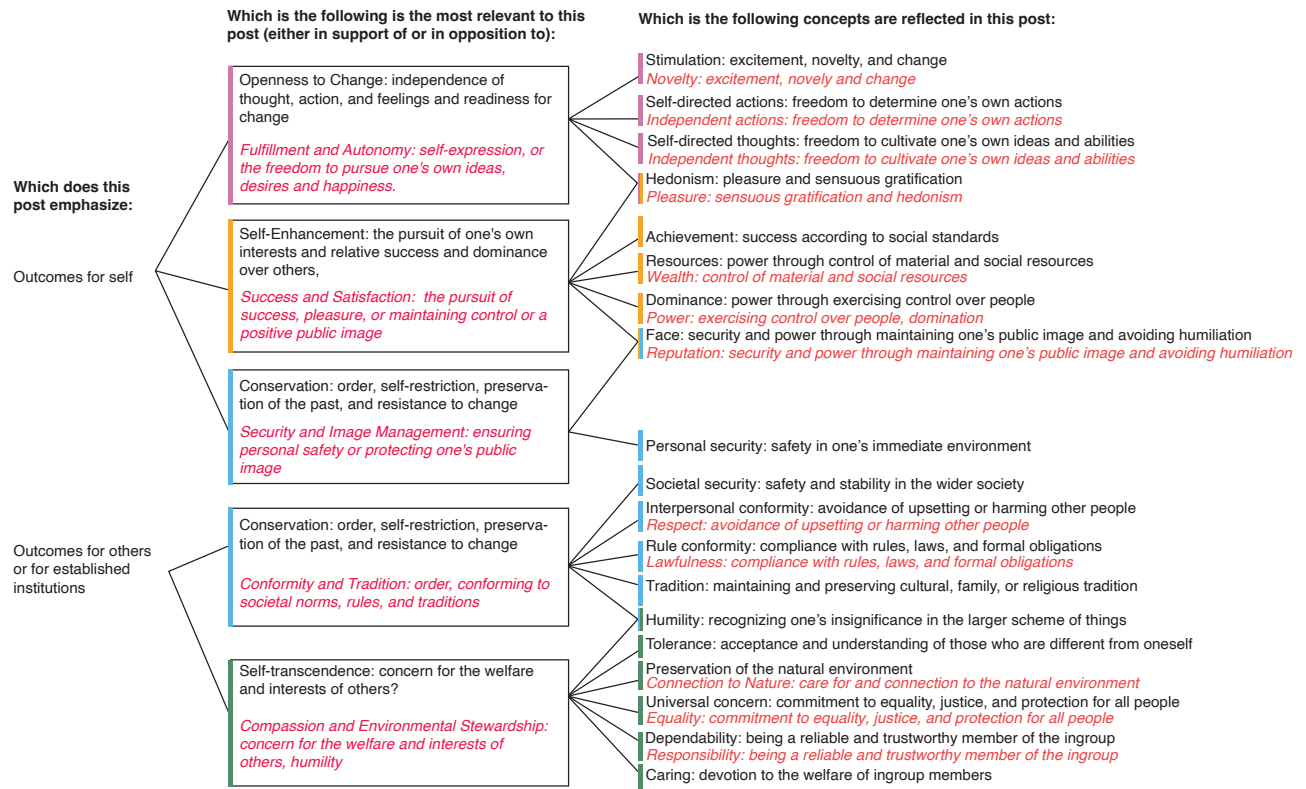 Which is the following is the most relevant to this
post (either in support of or in opposition to):
Which is the following concepts are reflected in this post:
Which does this
post emphasize:
Outcomes for self
Openness to Change: independence of
thought, action, and feelings and readiness for
change
Fulfillment and Autonomy: self-expression, or
the freedom to pursue one's own ideas,
desires and happiness.
Self-Enhancement: the pursuit of one's own
interests and relative success and dominance
over others,
Success and Satisfaction: the pursuit of
success, pleasure, or maintaining control or a
positive public image
Conservation: order, self-restriction, preserva-
tion of the past, and resistance to change
Security and Image Management: ensuring
personal safety or protecting one's public
image
Stimulation: excitement, novelty, and change
Novelty: excitement, novely and change
Self-directed actions: freedom to determine one's own actions
Independent actions: freedom to determine one's own actions
Self-directed thoughts: freedom to cultivate one's own ideas and abilities
Independent thoughts: freedom to cultivate one's own ideas and abilities
Hedonism: pleasure and sensuous gratification
Pleasure: sensuous gratification and hedonism
Achievement: success according to social standards
Resources: power through control of material and social resources
Wealth: control of material and social resources
Dominance: power through exercising control over people
Power: exercising control over people, domination
Face: security and power through maintaining one's public image and avoiding humiliation
Reputation: security and power through maintaining one's public image and avoiding humiliation
Personal security: safety in one's immediate environment
Outcomes for others
or for established
institutions
Conservation: order, self-restriction, preserva-
tion of the past, and resistance to change
Conformity and Tradition: order, conforming to
societal norms, rules, and traditions
Self-transcendence: concern for the welfare
and interests of others?
Compassion and Environmental Stewardship:
concern for the welfare and interests of
others, humility
Societal security: safety and stability in the wider society
Interpersonal conformity: avoidance of upsetting or harming other people
Respect: avoidance of upsetting or harming other people
Rule conformity: compliance with rules, laws, and formal obligations
Lawfulness: compliance with rules, laws, and formal obligations
Tradition: maintaining and preserving cultural, family, or religious tradition
Humility: recognizing one's insignificance in the larger scheme of things
Tolerance: acceptance and understanding of those who are different from oneself
Preservation of the natural environment
Connection to Nature: care for and connection to the natural environment
Universal concern: commitment to equality, justice, and protection for all people
Equality: commitment to equality, justice, and protection for all people
Dependability: being a reliable and trustworthy member of the ingroup
Responsibility: being a reliable and trustworthy member of the ingroup
Caring: devotion to the welfare of ingroup members